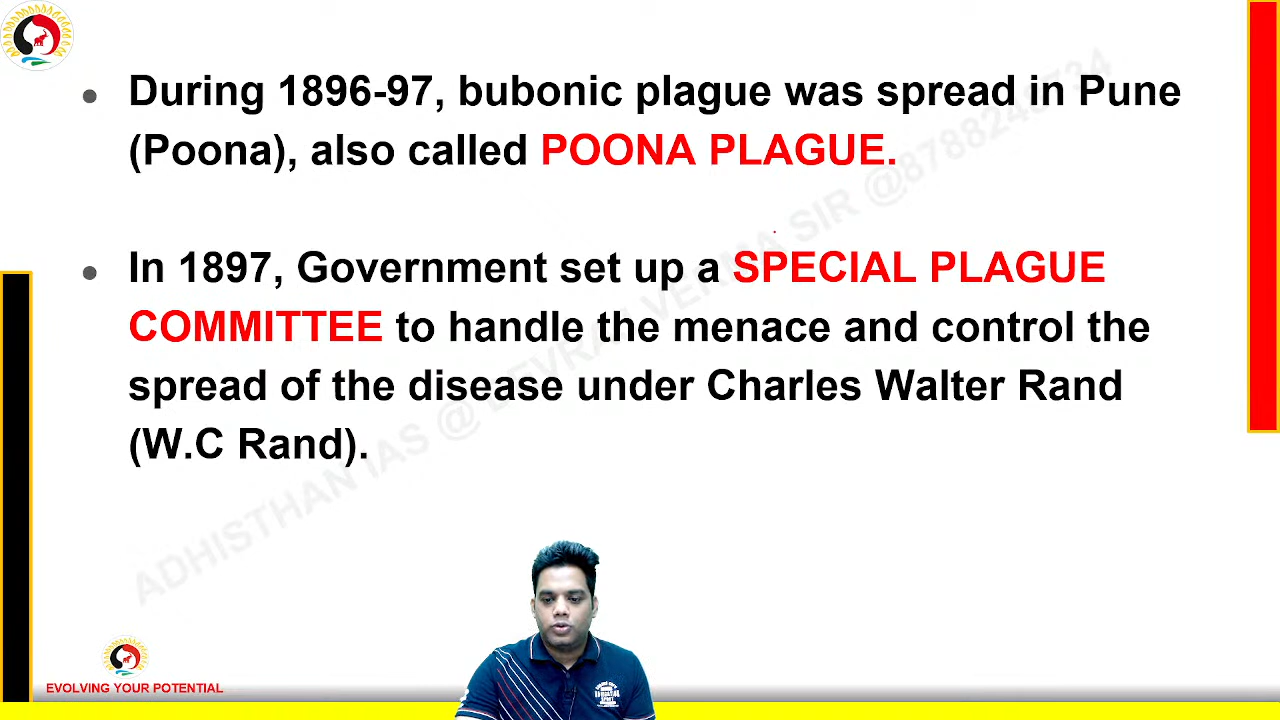 During 1896-97, bubonic plague was spread in Pune
(Poona), also called POONA PLAGUE.
In 1897, Government set up a SPECIAL PLAGUE
COMMITTEE to handle the menace and control the
spread of the disease under Charles Walter Rand
(W.C Rand).
EVOLVING YOUR POTENTIAL